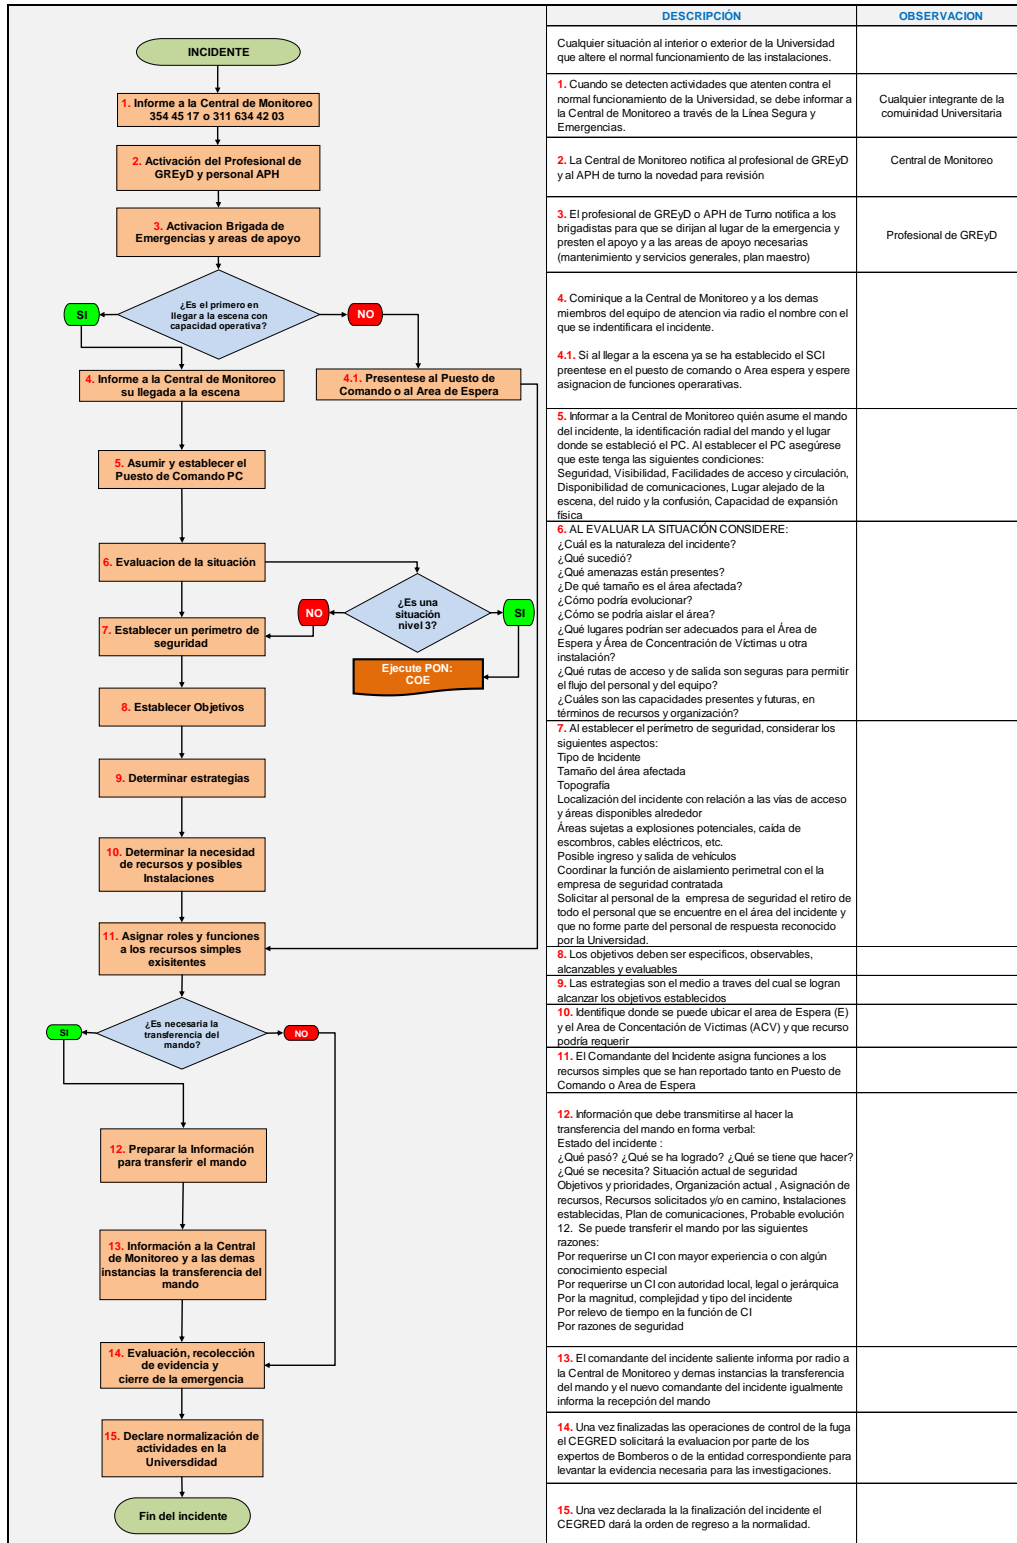 DESCRIPCIÓN
OBSERVACION
INCIDENTE
Cualquier situación al interior o exterior de la Universidad
que altere el normal funcionamiento de las instalaciones.
1. Informe a la Central de Monitoreo
354 45 17 o 311 634 42 03
1. Cuando se detecten actividades que atenten contra el
normal funcionamiento de la Universidad, se debe informar a
la Central de Monitoreo a través de la Línea Segura y
Emergencias.
Cualquier integrante de la
comuinidad Universitaria
2. Activación del Profesional de
GREyD y personal APH
2. La Central de Monitoreo notifica al profesional de GREyD
y al APH de turno la novedad para revisión
Central de Monitoreo
3. Activacion Brigada de
Emergencias y areas de apoyo
3. El profesional de GREyD o APH de Turno notifica a los
brigadistas para que se dirijan al lugar de la emergencia y
presten el apoyo y a las areas de apoyo necesarias
(mantenimiento y servicios generales, plan maestro)
Profesional de GREyD
¿Es el primero en
llegar a la escena con
capacidad operativa?
SI
NO
4. Informe a la Central de Monitoreo
su llegada a la escena
4.1. Presentese al Puesto de
Comando o al Area de Espera
4. Cominique a la Central de Monitoreo y a los demas
miembros del equipo de atencion via radio el nombre con el
que se indentificara el incidente.
4.1. Si al llegar a la escena ya se ha establecido el SCI
preentese en el puesto de comando o Area espera y espere
asignacion de funciones operarativas.
5. Asumir y establecer el
Puesto de Comando PC
5. Informar a la Central de Monitoreo quién asume el mando
del incidente, la identificación radial del mando y el lugar
donde se estableció el PC. Al establecer el PC asegúrese
que este tenga las siguientes condiciones:
Seguridad, Visibilidad, Facilidades de acceso y circulación,
Disponibilidad de comunicaciones, Lugar alejado de la
escena, del ruido y la confusión, Capacidad de expansión
física
6. Evaluacion de la situación
¿Es una
situación
nivel 3?
NO
SI
Ejecute PON:
COE
6. AL EVALUAR LA SITUACIÓN CONSIDERE:
¿Cuál es la naturaleza del incidente?
¿Qué sucedió?
¿Qué amenazas están presentes?
¿De qué tamaño es el área afectada?
¿Cómo podría evolucionar?
¿Cómo se podría aislar el área?
¿Qué lugares podrían ser adecuados para el Área de
Espera y Área de Concentración de Víctimas u otra
instalación?
¿Qué rutas de acceso y de salida son seguras para permitir
el flujo del personal y del equipo?
¿Cuáles son las capacidades presentes y futuras, en
términos de recursos y organización?
7. Establecer un perimetro de
seguridad
7. Al establecer el perímetro de seguridad, considerar los
siguientes aspectos:
Tipo de Incidente
Tamaño del área afectada
Topografía
Localización del incidente con relación a las vías de acceso
y áreas disponibles alrededor
Áreas sujetas a explosiones potenciales, caída de
escombros, cables eléctricos, etc.
Posible ingreso y salida de vehículos
Coordinar la función de aislamiento perimetral con el la
empresa de seguridad contratada
Solicitar al personal de la empresa de seguridad el retiro de
todo el personal que se encuentre en el área del incidente y
que no forme parte del personal de respuesta reconocido
por la Universidad.
8. Establecer Objetivos
8. Los objetivos deben ser especificos, observables,
alcanzables y evaluables
9. Determinar estrategias
9. Las estrategias son el medio a traves del cual se logran
alcanzar los objetivos establecidos
10. Determinar la necesidad
de recursos y posibles
Instalaciones
10. Identifique donde se puede ubicar el area de Espera (E)
y el Area de Concentación de Victimas (ACV) y que recurso
podría requerir
11. Asignar roles y funciones
a los recursos simples
exisitentes
11. El Comandante del Incidente asigna funciones a los
recursos simples que se han reportado tanto en Puesto de
Comando o Area de Espera
¿Es necesaria la
transferencia del
mando?
SI
NO
12. Preparar la Información
para transferir el mando
12. Información que debe transmitirse al hacer la
transferencia del mando en forma verbal:
Estado del incidente :
¿Qué pasó? ¿Qué se ha logrado? ¿Qué se tiene que hacer?
¿Qué se necesita? Situación actual de seguridad
Objetivos y prioridades, Organización actual , Asignación de
recursos, Recursos solicitados y/o en camino, Instalaciones
establecidas, Plan de comunicaciones, Probable evolución
12. Se puede transferir el mando por las siguientes
razones:
Por requerirse un CI con mayor experiencia o con algún
conocimiento especial
Por requerirse un CI con autoridad local, legal o jerárquica
Por la magnitud, complejidad y tipo del incidente
Por relevo de tiempo en la función de CI
Por razones de seguridad
13. Información a la Central
de Monitoreo y a las demas
instancias la transferencia del
mando
13. El comandante del incidente saliente informa por radio a
la Central de Monitoreo y demas instancias la transferencia
del mando y el nuevo comandante del incidente igualmente
informa la recepción del mando
14. Evaluación, recolección
de evidencia y
cierre de la emergencia
14. Una vez finalizadas las operaciones de control de la fuga
el CEGRED solicitará la evaluacion por parte de los
expertos de Bomberos o de la entidad correspondiente para
levantar la evidencia necesaria para las investigaciones.
15. Declare normalización de
actividades en la
Universdidad
15. Una vez declarada la la finalización del incidente el
CEGRED dará la orden de regreso a la normalidad.
Fin del incidente